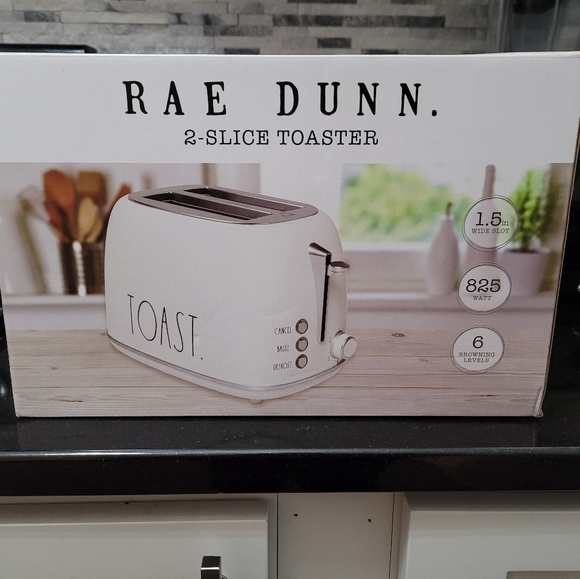 RAE DUNN.
2-SLICE TOASTER
1.5in
WIDE SLOT
825
WATT
6
BROWNING
LEVELS
TOAST.
CANCEL
BAGEL
DEFROST